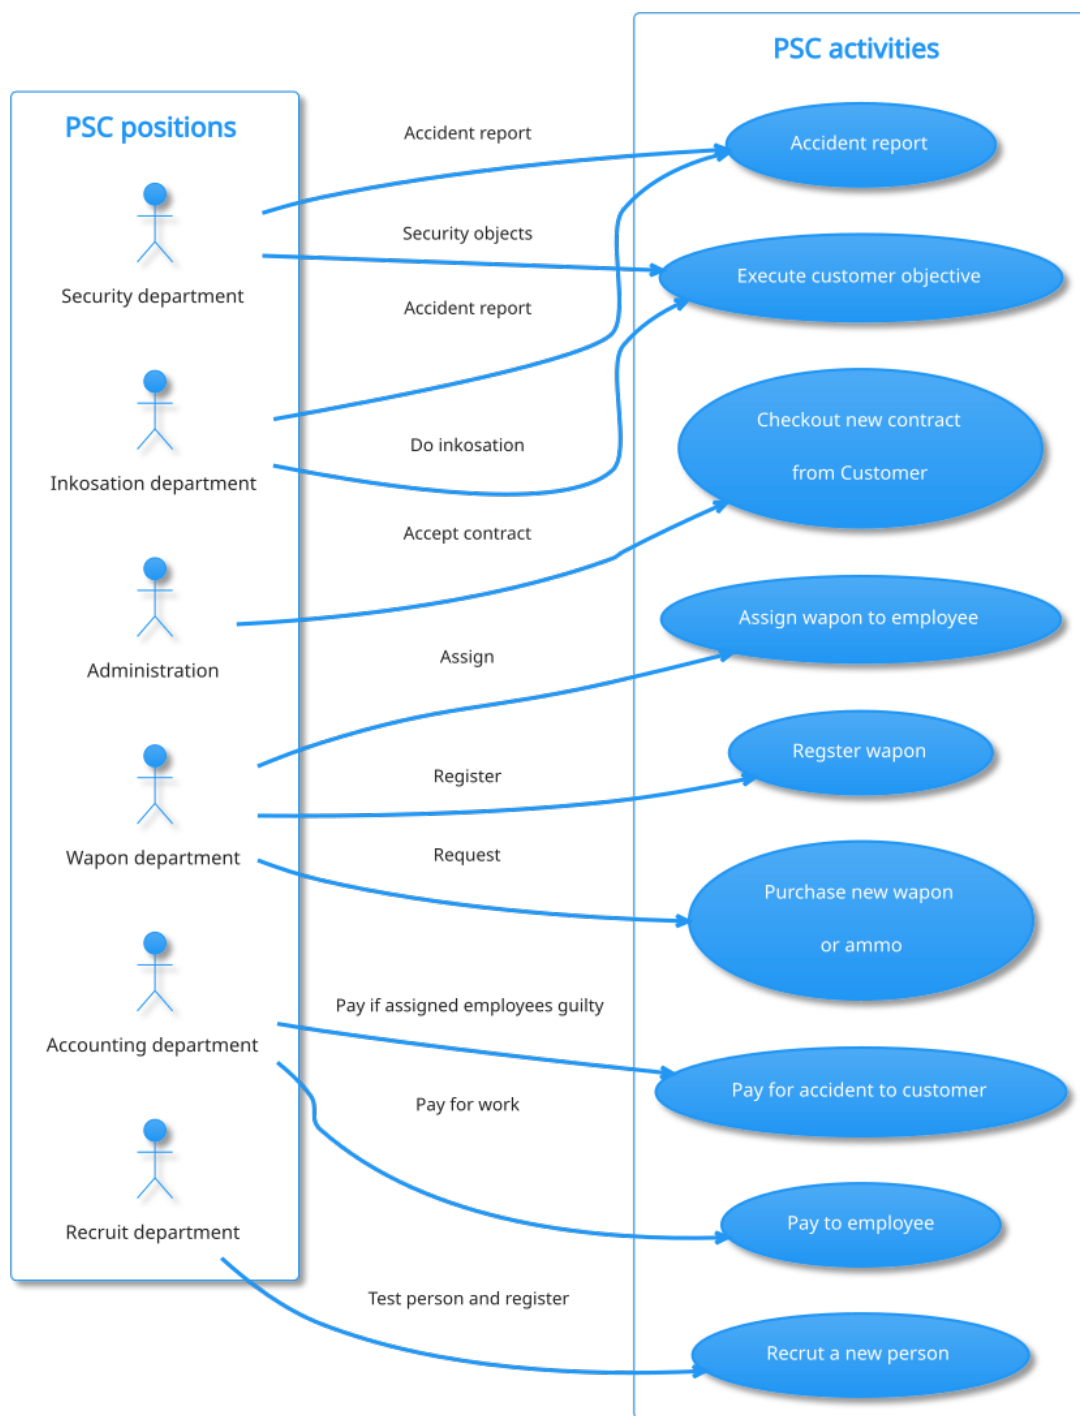 PSC activities
PSC positions
Accident report
Accident report
Security objects
Security department
Execute customer objective
Accident report
Checkout new contract
from Customer
Do inkosation
Inkosation department
Accept contract
Assign wapon to employee
Assign
Administration
Regster wapon
Register
Request
Wapon department
Purchase new wapon
or ammo
Pay if assigned employees guilty
Accounting department
Pay for accident to customer
Pay for work
Pay to employee
Recruit department
Test person and register
Recrut a new person